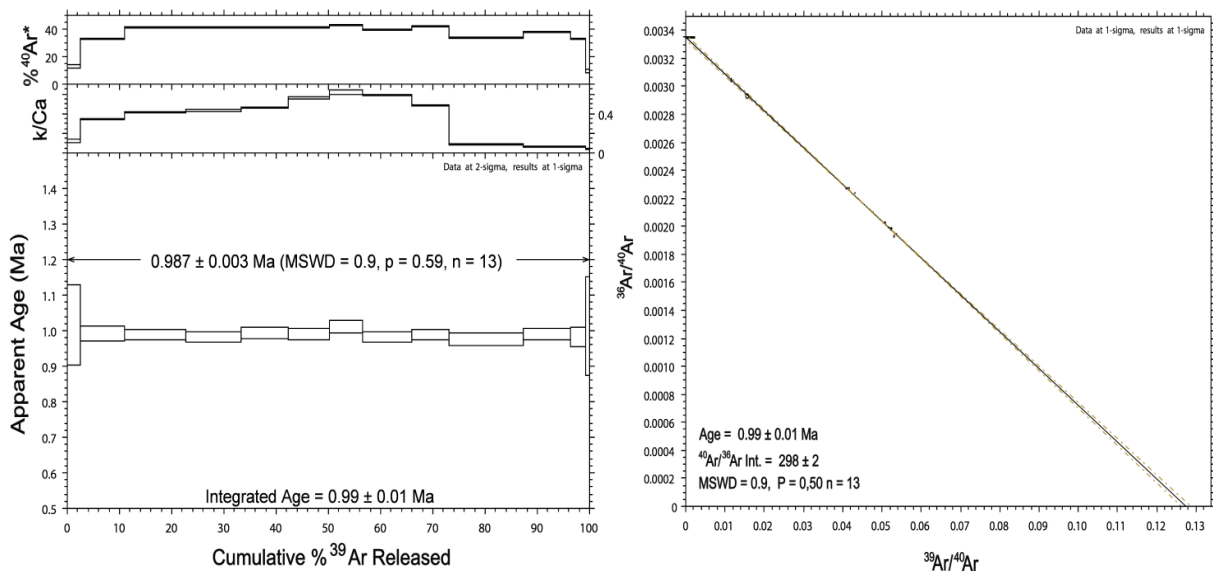 % 40Ar*
40
20
0
k/Ca
0.4
0
Data at 2-sigma, results at 1-sigma
Apparent Age (Ma)
1.4
1.3
1.2
1.1
1.0
0.9
0.8
0.7
0.6
0.5
0.987 ± 0.003 Ma (MSWD = 0.9, p = 0.59, n = 13)
Integrated Age = 0.99 ± 0.01 Ma
0 10 20 30 40 50 60 70 80 90 100
Cumulative % 39Ar Released
Data at 1-sigma, results at 1-sigma
36Ar/40Ar
0.0034
0.0032
0.0030
0.0028
0.0026
0.0024
0.0022
0.0020
0.0018
0.0016
0.0014
0.0012
0.0010
0.0008
0.0006
0.0004
0.0002
0
Age = 0.99 ± 0.01 Ma
40Ar/36Ar Int. = 298 ± 2
MSWD = 0.9, P = 0,50 n = 13
0 0.01 0.02 0.03 0.04 0.05 0.06 0.07 0.08 0.09 0.10 0.11 0.12 0.13
39Ar/40Ar